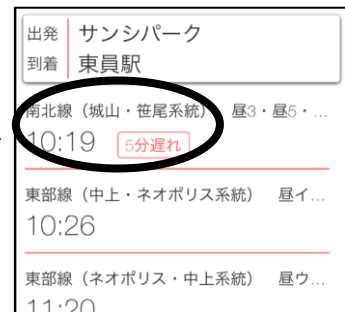 出発 サンシパーク
到着 東員駅
南北線（城山・笹尾系統） 昼3・昼5・...
10:19 5分遅れ
東部線（中上・ネオポリス系統） 昼イ...
10:26
東部線（ネオポリス・中上系統） 昼ウ...
11:20